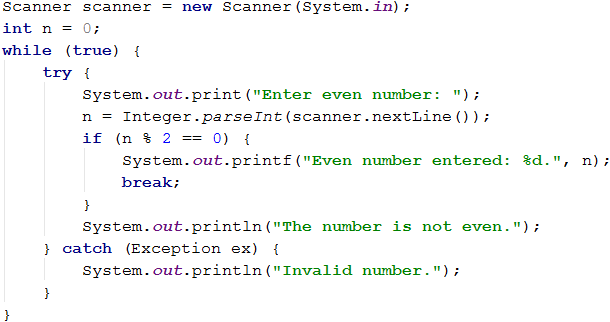 Scanner scanner = new Scanner(System.in);
int n = 0;
while (true) {
    try {
        System.out.print("Enter even number: ");
        n = Integer.parseInt(scanner.nextLine());
        if (n % 2 == 0) {
            System.out.printf("Even number entered: %d.", n);
            break;
        }
        System.out.println("The number is not even.");
    } catch (Exception ex) {
        System.out.println("Invalid number.");
    }
}